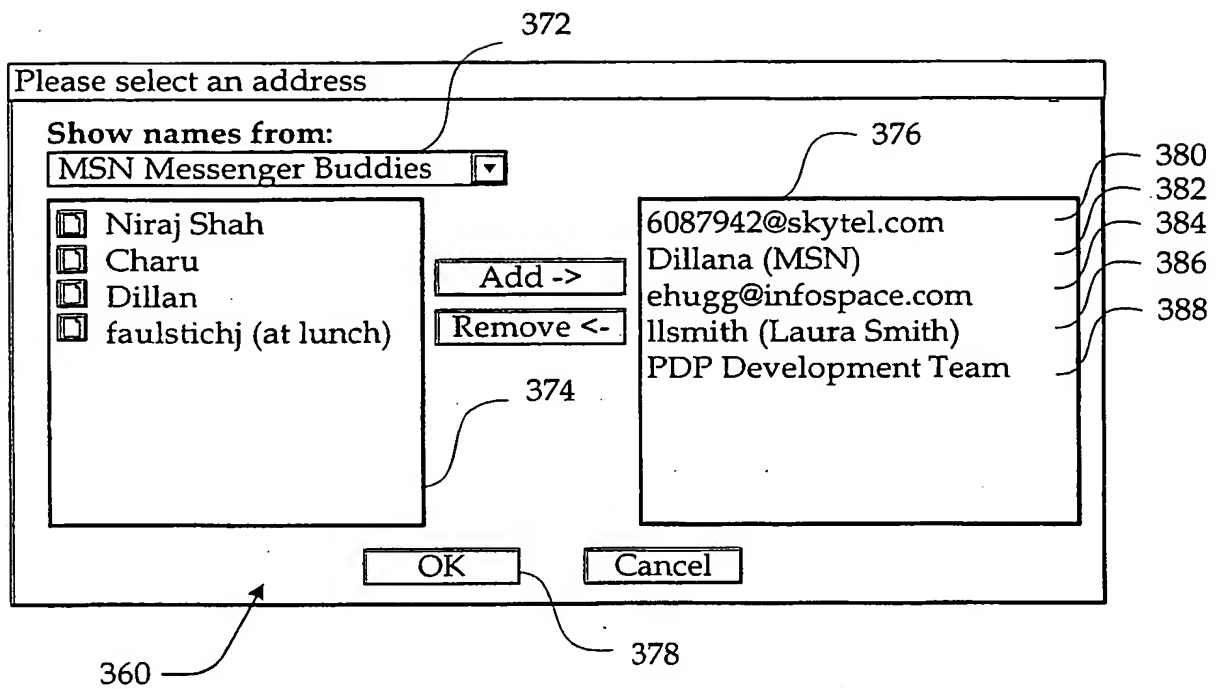 372
Please select an address
Show names from:
MSN Messenger Buddies
376
Niraj Shah
Charu
Dillan
faulstichj (at lunch)
Add ->
Remove <-
374
6087942@skytel.com
Dillana (MSN)
ehugg@infospace.com
llsmith (Laura Smith)
PDP Development Team
380
382
384
386
388
OK
Cancel
360
378